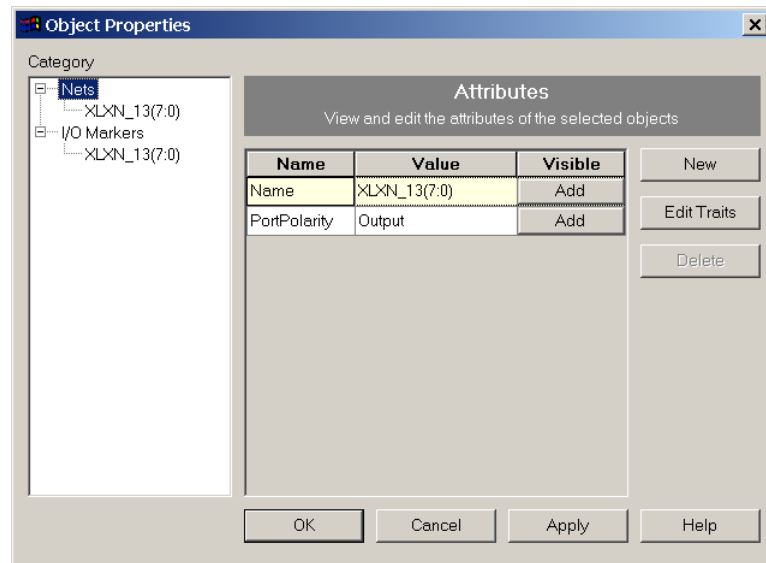 Object Properties
Category
Nets
XLXN_13(7:0)
I/O Markers
XLXN_13(7:0)
Attributes
View and edit the attributes of the selected objects
Name Value Visible
Name XLXN_13(7:0) Add
PortPolarity Output Add
New
Edit Traits
Delete
OK Cancel Apply Help